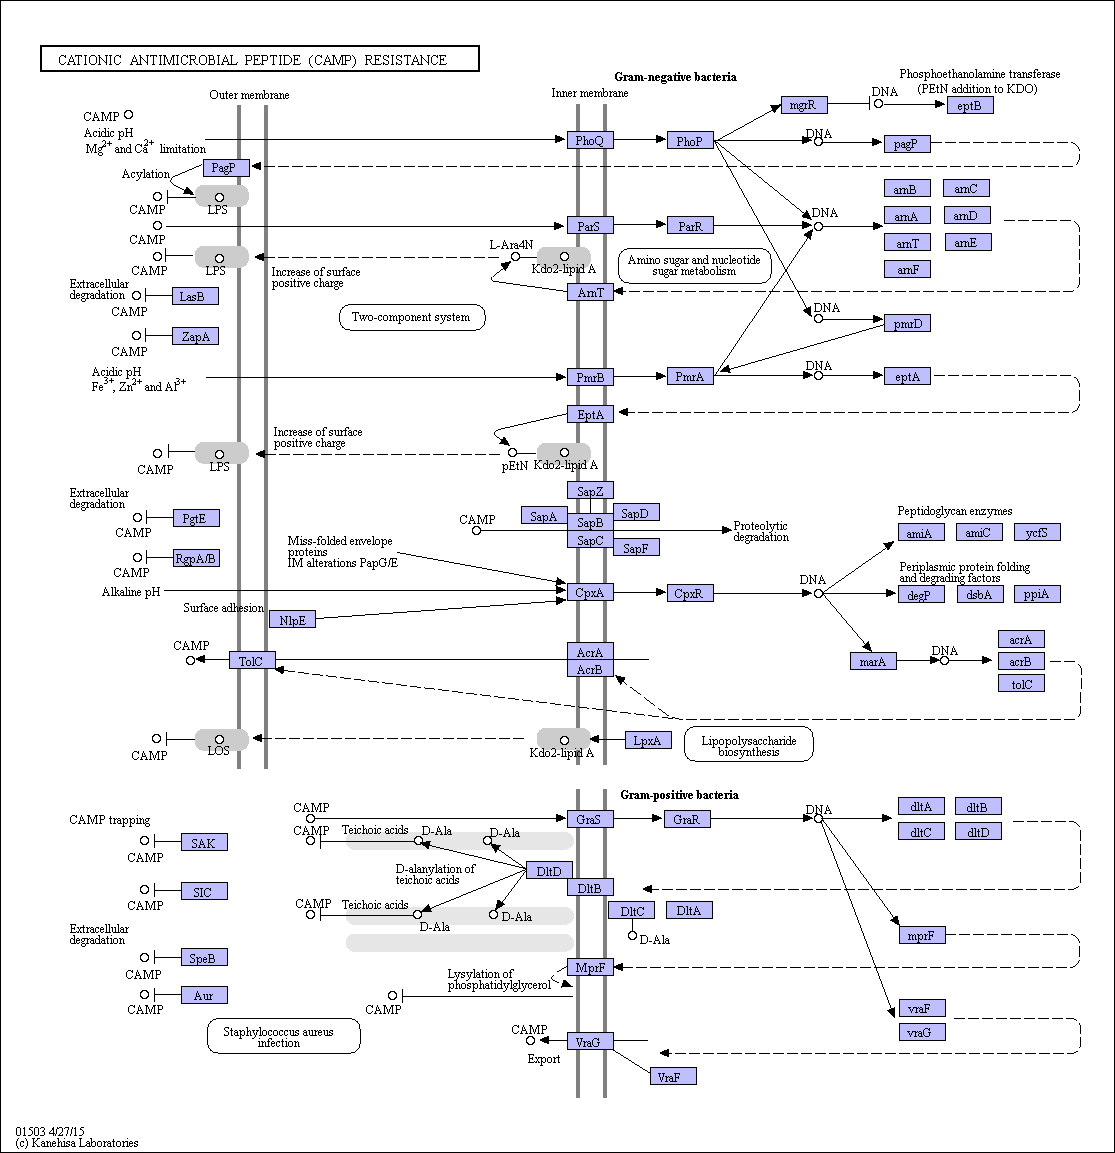 CATIONIC ANTIMICROBIAL PEPTIDE (CAMP) RESISTANCE
Gram-negative bacteria
Outer membrane
Inner membrane
Phosphoethanolamine transferase
(PEtN addition to KDO)
CAMP
mgrR
DNA
eptB
Acidic pH
Mg2+ and Ca2+ limitation
PhoQ
PhoP
DNA
pagP
PagP
Acylation
CAMP
LPS
arnB
arnC
arnA
arnD
arnT
arnE
arnF
CAMP
ParS
ParR
DNA
CAMP
LPS
Increase of surface
positive charge
L-Ara4N
Kdo2-lipid A
Amino sugar and nucleotide
sugar metabolism
ArnT
Extracellular
degradation
CAMP
LasB
Two-component system
DNA
pmrD
CAMP
ZapA
Acidic pH
Fe3+, Zn2+ and Al3+
PmrB
PmrA
DNA
eptA
EptA
Increase of surface
positive charge
CAMP
LPS
pEtN
Kdo2-lipid A
Extracellular
degradation
CAMP
PgtE
CAMP
SapZ
SapA
SapB
SapD
SapC
SapF
Proteolytic
degradation
Peptidoglycan enzymes
amiA
amiC
ycfS
CAMP
RgpA/B
Miss-folded envelope
proteins
IM alterations PapG/E
Alkaline pH
CpxA
CpxR
DNA
Periplasmic protein folding
and degrading factors
degP
dsbA
ppiA
Surface adhesion
NlpE
CAMP
TolC
AcrA
AcrB
marA
DNA
acrA
acrB
tolC
CAMP
LOS
Kdo2-lipid A
LpxA
Lipopolysaccharide
biosynthesis
Gram-positive bacteria
CAMP trapping
CAMP
SAK
CAMP
GraS
GraR
DNA
dltA
dltB
dltC
dltD
CAMP
Teichoic acids
D-Ala
D-Ala
D-alanylation of
teichoic acids
DltD
DltB
CAMP
SIC
CAMP
Teichoic acids
D-Ala
D-Ala
DltC
DltA
D-Ala
mprF
Extracellular
degradation
CAMP
SpeB
Lysylation of
phosphatidylglycerol
MprF
CAMP
Aur
CAMP
vraF
vraG
Staphylococcus aureus
infection
CAMP
Export
VraG
VraF
01503 4/27/15
(c) Kanehisa Laboratories